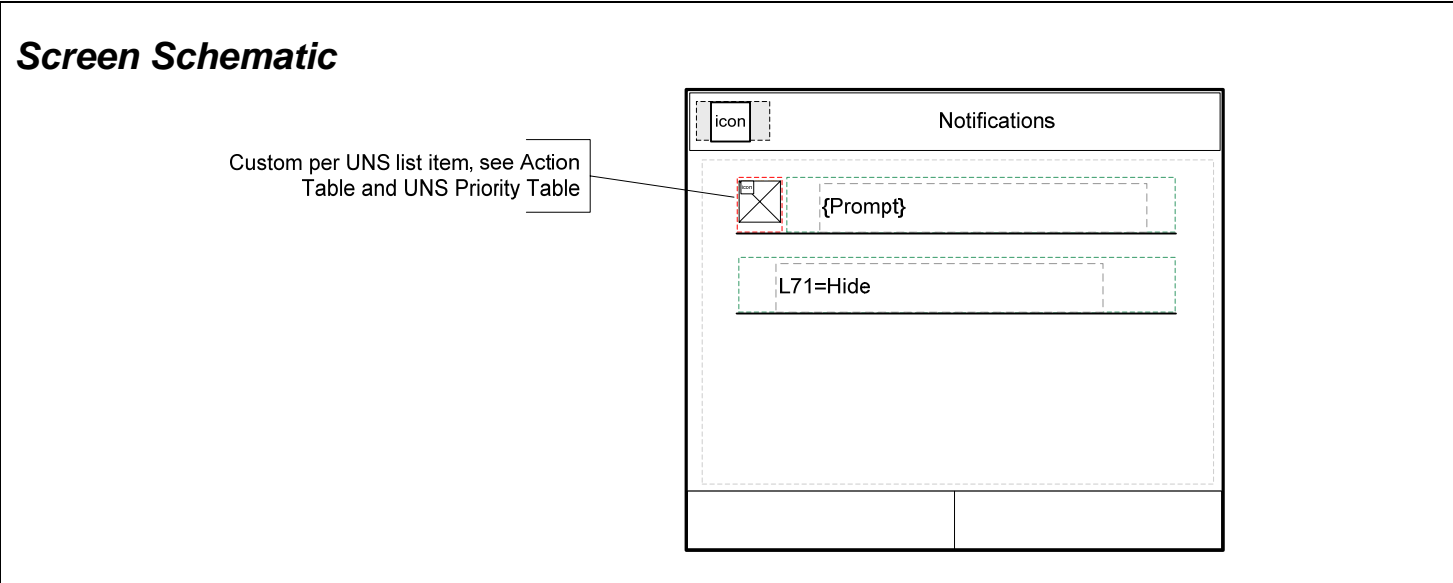 Screen Schematic
icon
Notifications
Custom per UNS list item, see Action
Table and UNS Priority Table
icon
{Prompt}
L71=Hide